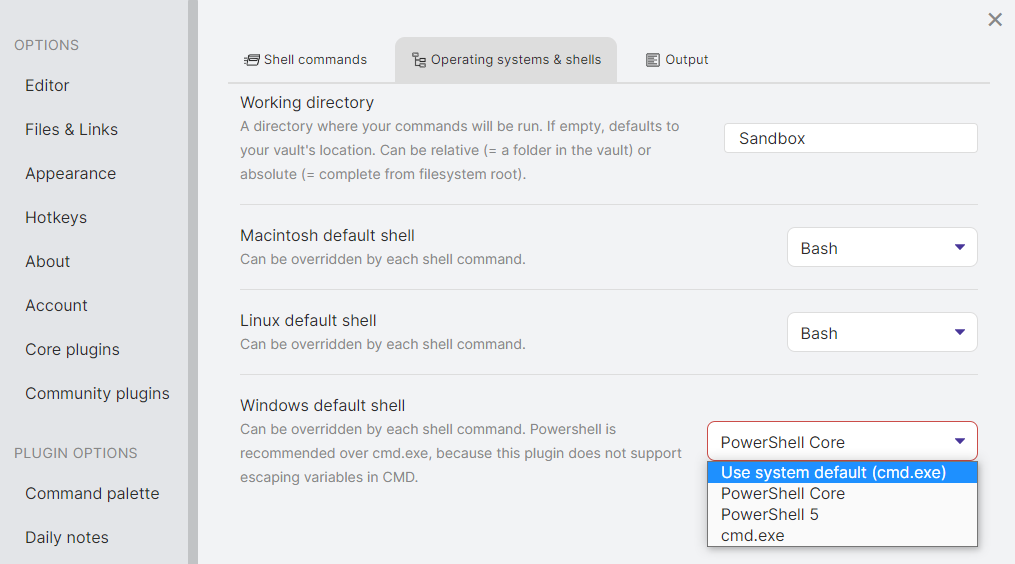 OPTIONS
Editor
Files & Links
Appearance
Hotkeys
About
Account
Core plugins
Community plugins
PLUGIN OPTIONS
Command palette
Daily notes
Shell commands
Operating systems & shells
Output
Working directory
A directory where your commands will be run. If empty, defaults to
your vault's location. Can be relative (= a folder in the vault) or
absolute (= complete from filesystem root).
Sandbox
Macintosh default shell
Can be overridden by each shell command.
Bash
Linux default shell
Can be overridden by each shell command.
Bash
Windows default shell
Can be overridden by each shell command. Powershell is
recommended over cmd.exe, because this plugin does not support
escaping variables in CMD.
PowerShell Core
Use system default (cmd.exe)
PowerShell Core
PowerShell 5
cmd.exe